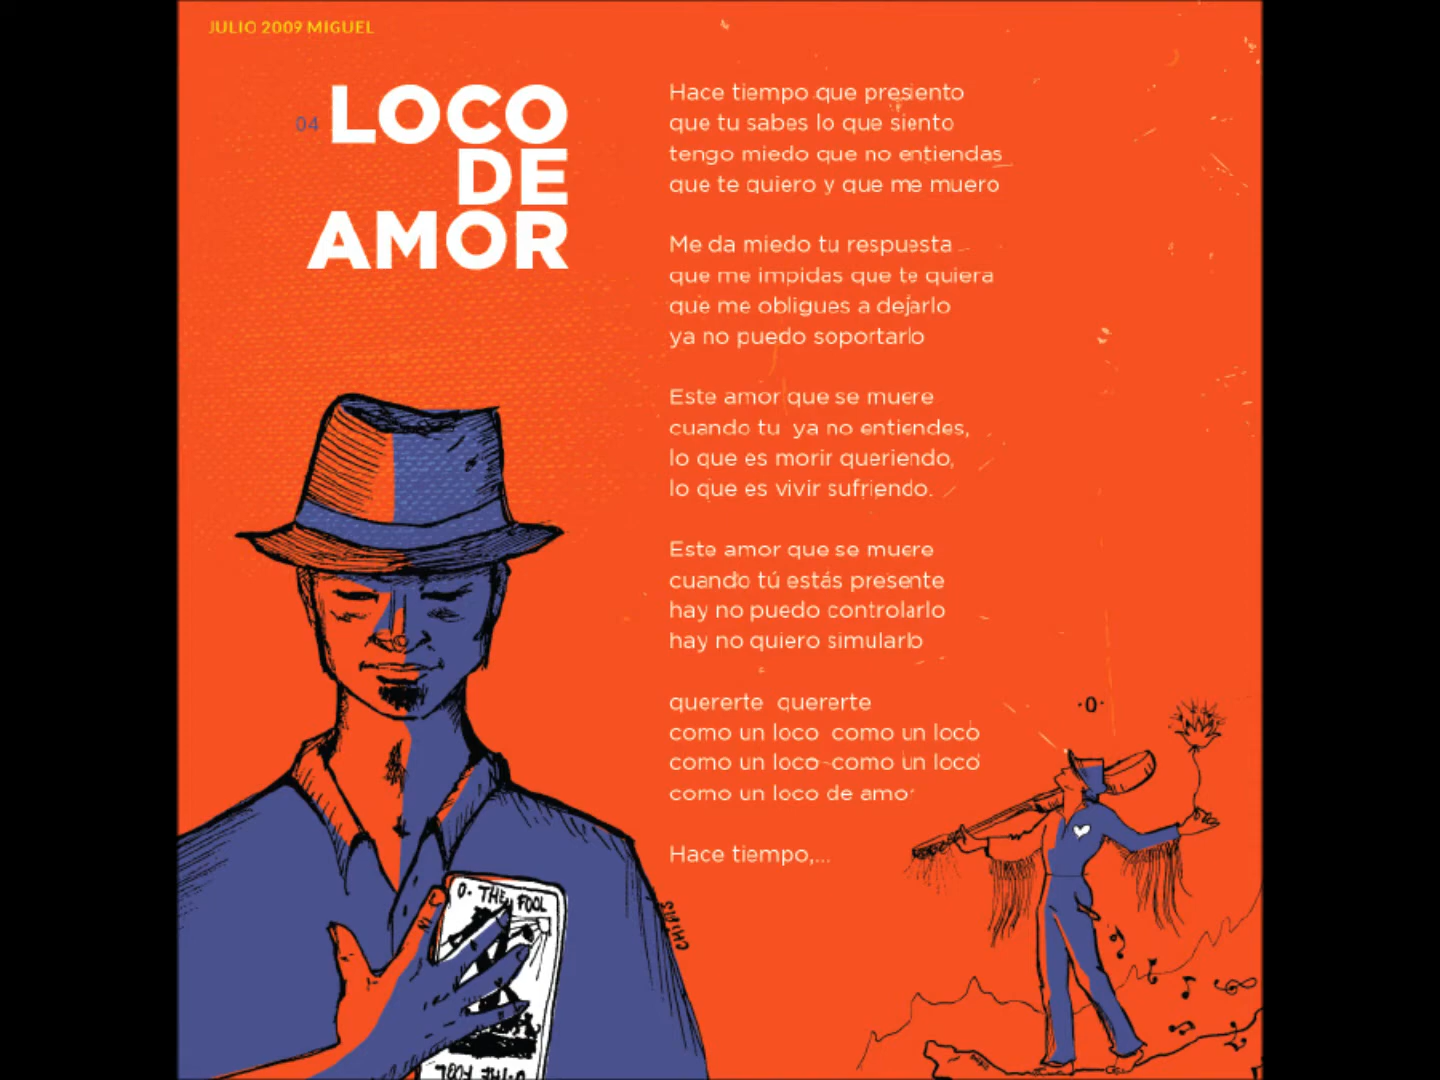 JULIO 2009 MIGUEL
04 LOCO
DE
AMOR
Hace tiempo que presiento
que tu sabes lo que siento
tengo miedo que no entiendas
que te quiero y que me muero
Me da miedo tu respuesta
que me impidas que te quiera
que me obligues a dejarlo
ya no puedo soportarlo
Este amor que se muere
cuando tu ya no entiendes,
lo que es morir queriendo,
lo que es vivir sufriendo.
Este amor que se muere
cuando tú estás presente
hay no puedo controlarlo
hay no quiero simularlo
quererte quererte
como un loco como un loco
como un loco como un loco
como un loco de amor
Hace tiempo,...
·0·
0. THE FOOL
CHIAS
0. THE FOOL